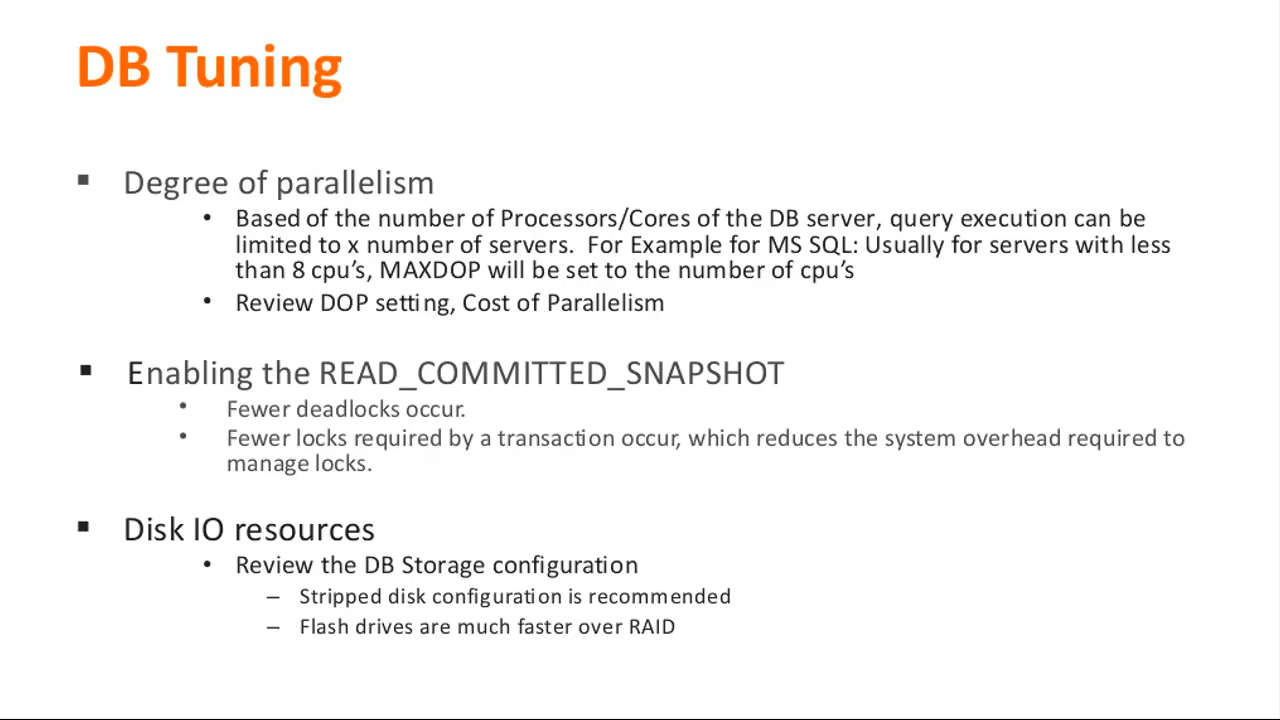 DB Tuning
▪ Degree of parallelism
• Based of the number of Processors/Cores of the DB server, query execution can be
limited to x number of servers.  For Example for MS SQL: Usually for servers with less
than 8 cpu’s, MAXDOP will be set to the number of cpu’s
• Review DOP setting, Cost of Parallelism
▪ Enabling the READ_COMMITTED_SNAPSHOT
• Fewer deadlocks occur.
• Fewer locks required by a transaction occur, which reduces the system overhead required to
manage locks.
▪ Disk IO resources
• Review the DB Storage configuration
– Stripped disk configuration is recommended
– Flash drives are much faster over RAID